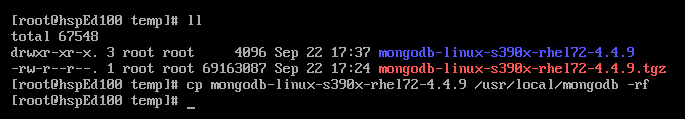 [root@hspEd100 temp]# ll
total 67548
drwxr-xr-x. 3 root root     4096 Sep 22 17:37 mongodb-linux-s390x-rhel72-4.4.9
-rw-r--r--. 1 root root 69163087 Sep 22 17:24 mongodb-linux-s390x-rhel72-4.4.9.tgz
[root@hspEd100 temp]# cp mongodb-linux-s390x-rhel72-4.4.9 /usr/local/mongodb -rf
[root@hspEd100 temp]# _